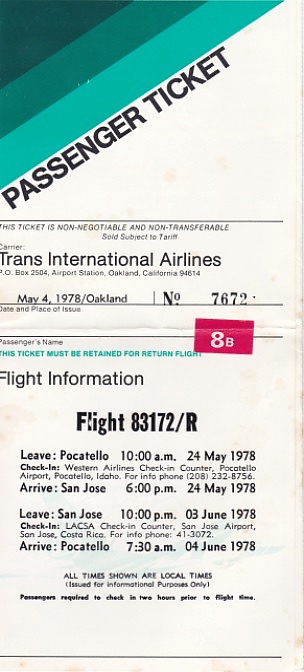 PASSENGER TICKET
THIS TICKET IS NON-NEGOTIABLE AND NON-TRANSFERABLE
Sold Subject to Tariff
Carrier:
Trans International Airlines
P.O. Box 2504, Airport Station, Oakland, California 94614
May 4, 1978/Oakland No 7672
Date and Place of Issue
8B
Passenger's Name
THIS TICKET MUST BE RETAINED FOR RETURN FLIGHT
Flight Information
Flight 83172/R
Leave: Pocatello 10:00 a.m. 24 May 1978
Check-In: Western Airlines Check-in Counter, Pocatello
Airport, Pocatello, Idaho. For info phone (208) 232-8756.
Arrive: San Jose 6:00 p.m. 24 May 1978
Leave: San Jose 10:00 p.m. 03 June 1978
Check-In: LACSA Check-in Counter, San Jose Airport,
San Jose, Costa Rica. For info phone: 41-3072.
Arrive: Pocatello 7:30 a.m. 04 June 1978
ALL TIMES SHOWN ARE LOCAL TIMES
(Issued for informational Purposes Only)
Passengers required to check in two hours prior to flight time.